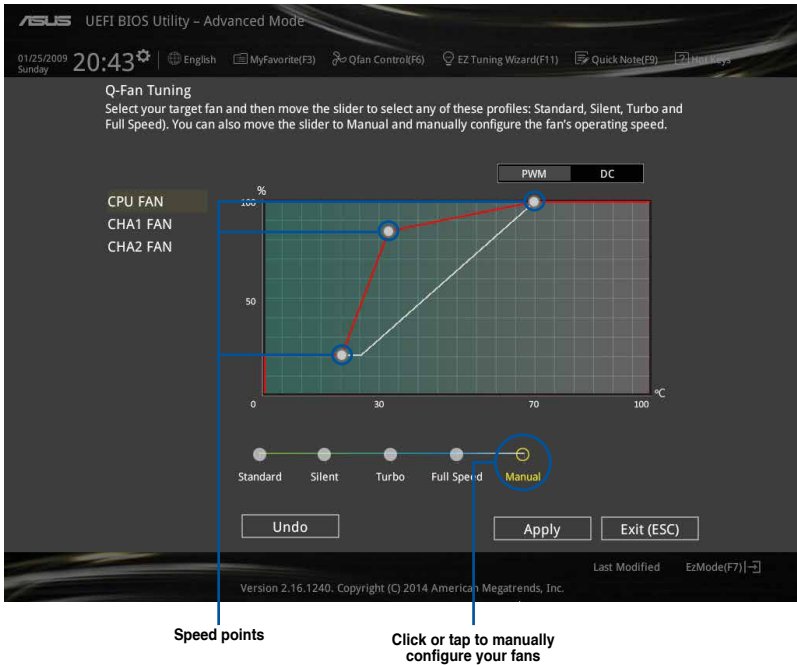 ASUS UEFI BIOS Utility – Advanced Mode
01/25/2009 Sunday 20:43 English MyFavorite(F3) Qfan Control(F6) EZ Tuning Wizard(F11) Quick Note(F9) ? Hot Keys
Q-Fan Tuning
Select your target fan and then move the slider to select any of these profiles: Standard, Silent, Turbo and
Full Speed). You can also move the slider to Manual and manually configure the fan's operating speed.
PWM DC
CPU FAN
CHA1 FAN
CHA2 FAN
%
100
50
0 30 70 100 °C
Standard Silent Turbo Full Speed Manual
Undo Apply Exit (ESC)
Last Modified EzMode(F7)
Version 2.16.1240. Copyright (C) 2014 American Megatrends, Inc.
Speed points
Click or tap to manually
configure your fans